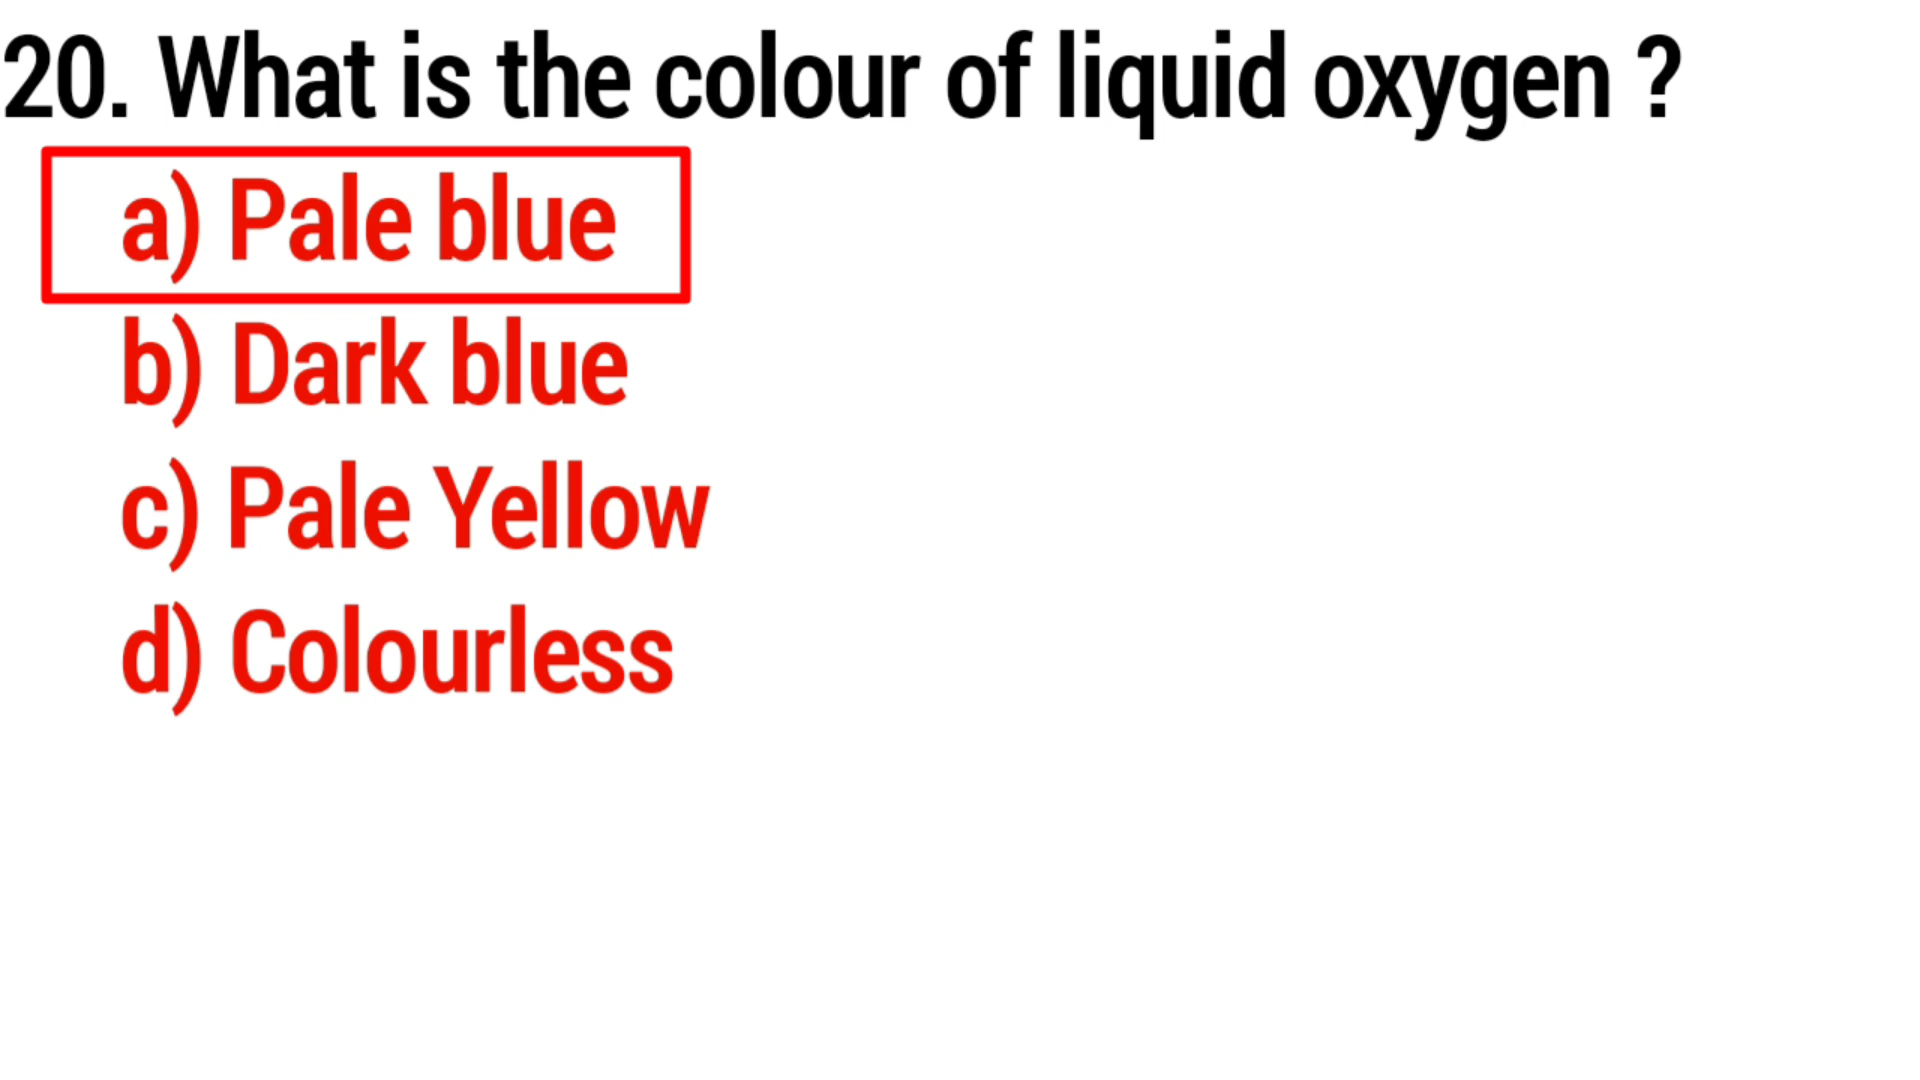 20. What is the colour of liquid oxygen ?
a) Pale blue
b) Dark blue
c) Pale Yellow
d) Colourless